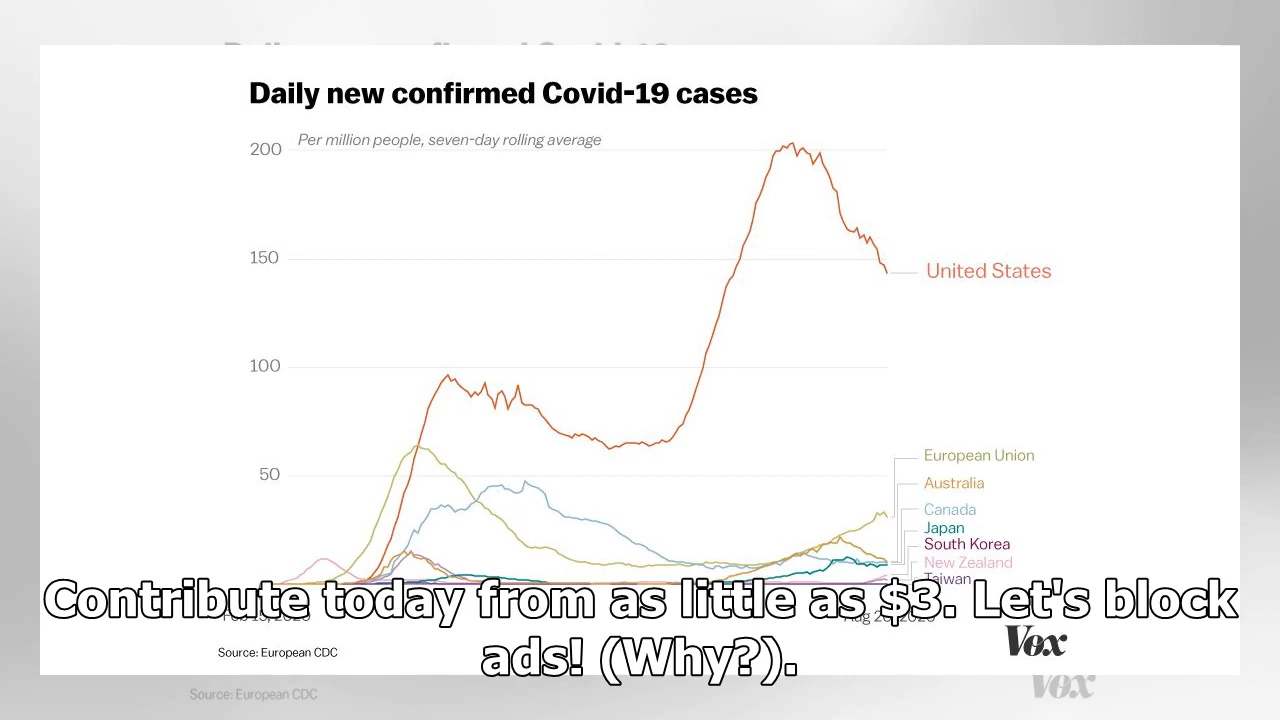 Daily new confirmed Covid-19 cases
Per million people, seven-day rolling average
200
150
100
50
United States
European Union
Australia
Canada
Japan
South Korea
New Zealand
Taiwan
Contribute today from as little as $3. Let's block
ads! (Why?).
Source: European CDC
Vox
Source: European CDC
Vox